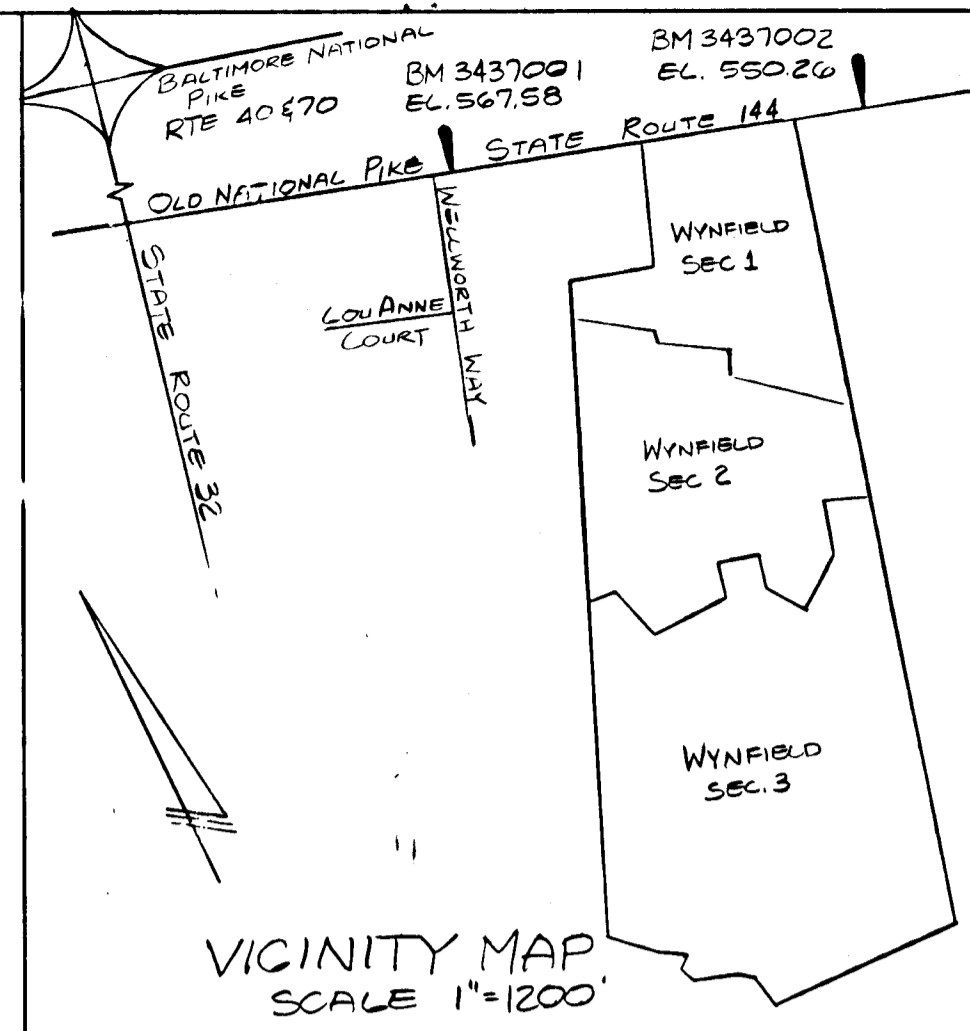 BALTIMORE NATIONAL
PIKE
RTE 40 & 70
BM 3437001
EL. 567.58
BM 3437002
EL. 550.26
OLD NATIONAL PIKE
STATE ROUTE 144
STATE ROUTE 32
WELLWORTH WAY
LOU ANNE
COURT
WYNFIELD
SEC 1
WYNFIELD
SEC 2
WYNFIELD
SEC. 3
VICINITY MAP
SCALE 1"=1200'